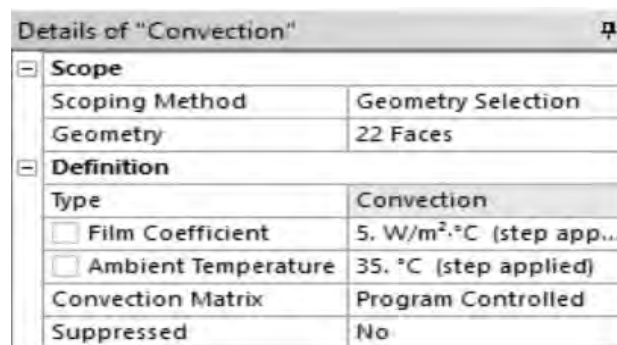 Details of "Convection"
Scope
Scoping Method Geometry Selection
Geometry 22 Faces
Definition
Type Convection
Film Coefficient 5. W/m²·°C (step app...
Ambient Temperature 35. °C (step applied)
Convection Matrix Program Controlled
Suppressed No